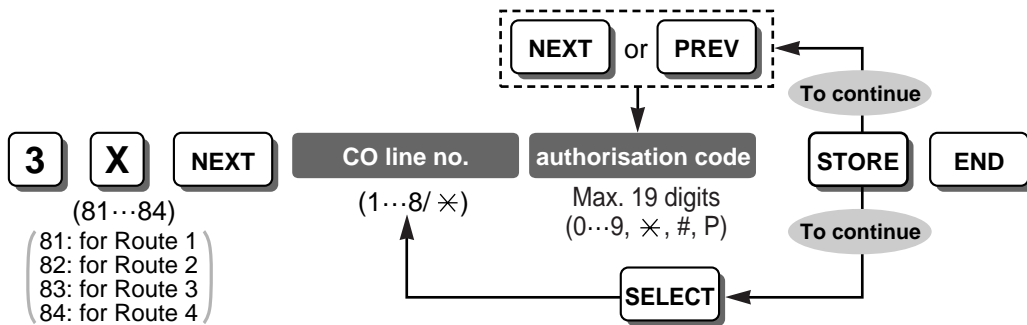 NEXT or PREV
To continue
3 X NEXT CO line no. authorisation code STORE END
(81···84) (1···8/ ✳) Max. 19 digits
(0···9, ✳, #, P)
To continue
81: for Route 1
82: for Route 2
83: for Route 3
84: for Route 4
SELECT